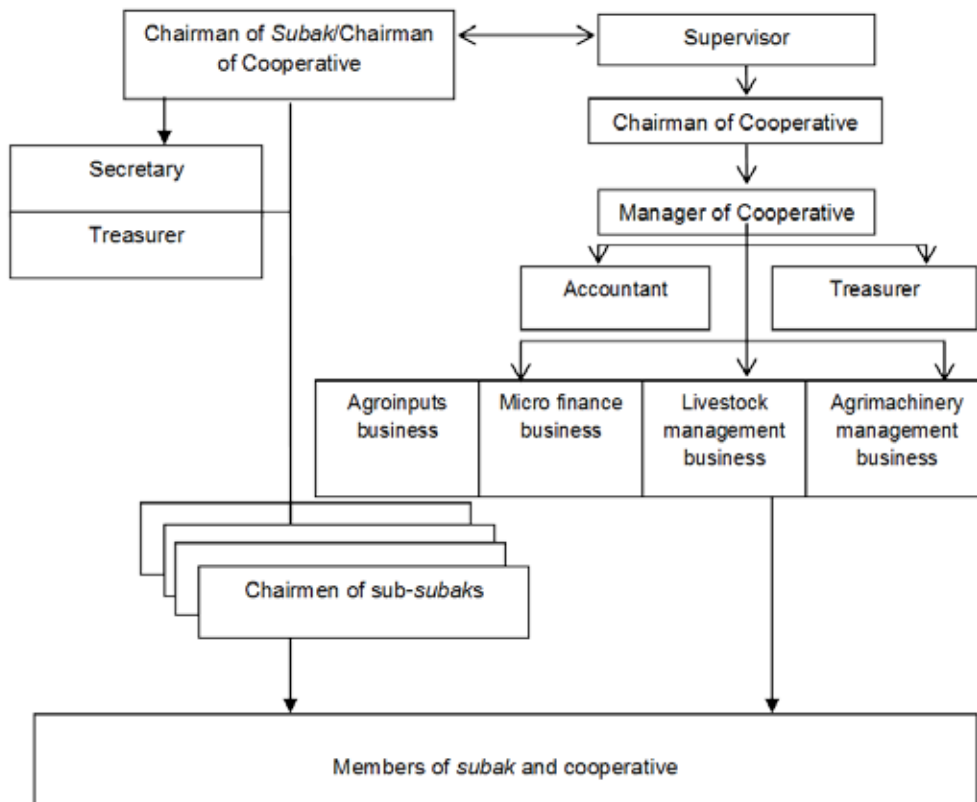 Chairman of Subak/Chairman
of Cooperative
Supervisor
Chairman of Cooperative
Secretary
Manager of Cooperative
Treasurer
Accountant
Treasurer
Agroinputs
business
Micro finance
business
Livestock
management
business
Agrimachinery
management
business
Chairmen of sub-subaks
Members of subak and cooperative